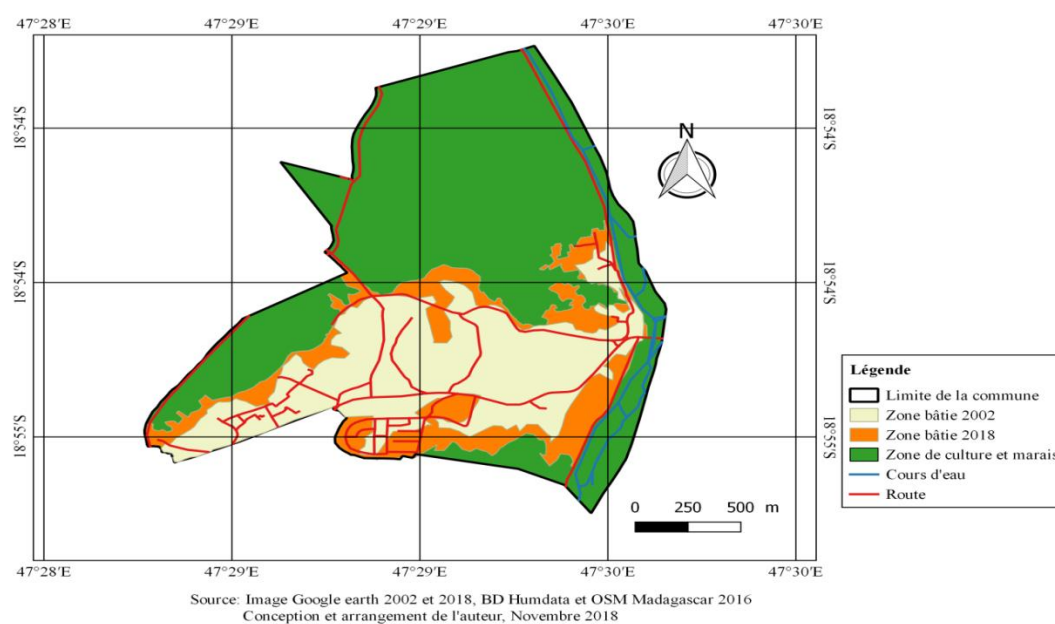 47°28'E 47°29'E 47°29'E 47°30'E 47°30'E
18°54'S 18°54'S
N
18°54'S 18°54'S
18°55'S 18°55'S
Légende
Limite de la commune
Zone bâtie 2002
Zone bâtie 2018
Zone de culture et marais
Cours d'eau
Route
0 250 500 m
47°28'E 47°29'E 47°29'E 47°30'E 47°30'E
Source: Image Google earth 2002 et 2018, BD Humdata et OSM Madagascar 2016
Conception et arrangement de l'auteur, Novembre 2018